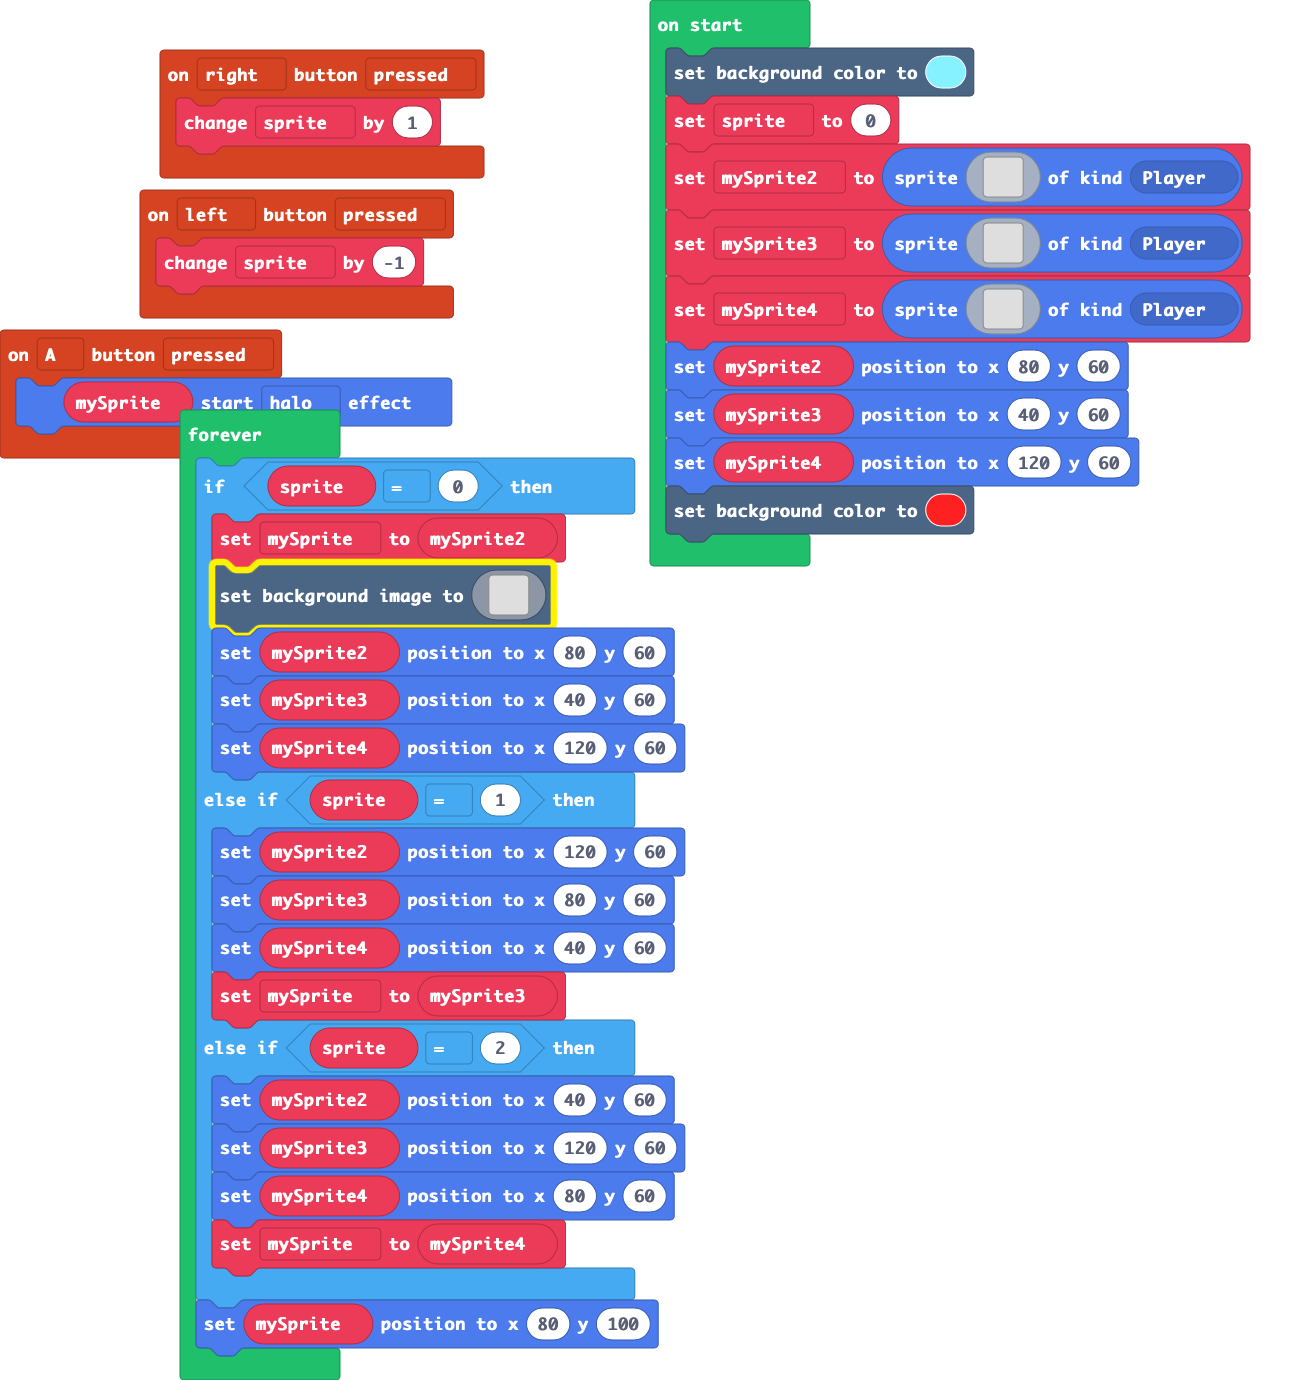 on right button pressed
change sprite by 1
on left button pressed
change sprite by -1
on A button pressed
mySprite start halo effect
forever
if sprite = 0 then
set mySprite to mySprite2
set background image to
set mySprite2 position to x 80 y 60
set mySprite3 position to x 40 y 60
set mySprite4 position to x 120 y 60
else if sprite = 1 then
set mySprite2 position to x 120 y 60
set mySprite3 position to x 80 y 60
set mySprite4 position to x 40 y 60
set mySprite to mySprite3
else if sprite = 2 then
set mySprite2 position to x 40 y 60
set mySprite3 position to x 120 y 60
set mySprite4 position to x 80 y 60
set mySprite to mySprite4
set mySprite position to x 80 y 100
on start
set background color to
set sprite to 0
set mySprite2 to sprite of kind Player
set mySprite3 to sprite of kind Player
set mySprite4 to sprite of kind Player
set mySprite2 position to x 80 y 60
set mySprite3 position to x 40 y 60
set mySprite4 position to x 120 y 60
set background color to